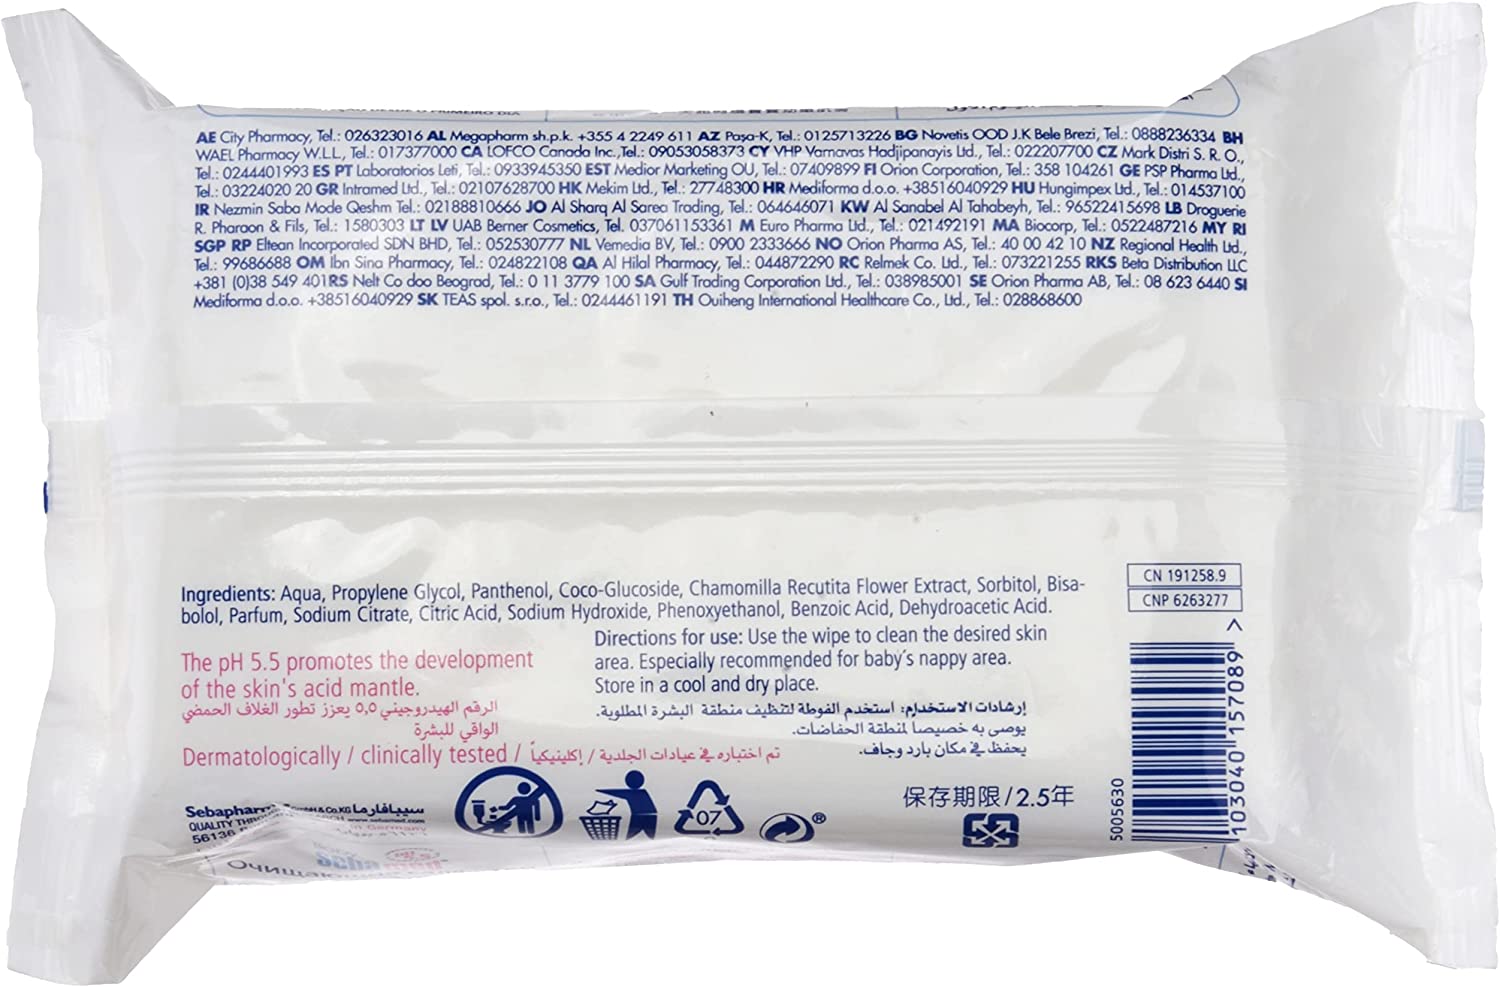 AE City Pharmacy, Tel.: 026323016 AL Megapharm sh.p.k. +355 4 2249 611 AZ Paşa-K, Tel.: 0125713226 BG Novetis OOD J.K Bele Brezi, Tel.: 0888236334 BH
WAEL Pharmacy W.L.L, Tel.: 017377000 CA LOFCO Canada Inc.,Tel.: 09053058373 CY VHP Varnavas Hadjipanayis Ltd., Tel.: 022207700 CZ Mark Distri S. R. O.,
Tel.: 0244401993 ES PT Laboratorios Leti, Tel.: 0933945350 EST Medior Marketing OU, Tel.: 07409899 FI Orion Corporation, Tel.: 358 104261 GE PSP Pharma Ltd.,
Tel.: 03224020 20 GR Intramed Ltd., Tel.: 02107628700 HK Mekim Ltd., Tel.: 27748300 HR Mediforma d.o.o. +38516040929 HU Hungimpex Ltd., Tel.: 014537100
IR Nezmin Saba Mode Qeshm Tel.: 02188810666 JO Al Sharq Al Sarea Trading, Tel.: 064646071 KW Al Sanabel Al Tahabeyh, Tel.: 96522415698 LB Droguerie
R. Pharaon & Fils, Tel.: 1580303 LT LV UAB Berner Cosmetics, Tel. 037061153361 M Euro Pharma Ltd., Tel.: 021492191 MA Biocorp, Tel.: 0522487216 MY RI
SGP RP Eltean Incorporated SDN BHD, Tel.: 052530777 NL Vemedia BV, Tel.: 0900 2333666 NO Orion Pharma AS, Tel.: 40 00 42 10 NZ Regional Health Ltd.,
Tel.: 99686688 OM Ibn Sina Pharmacy, Tel.: 024822108 QA Al Hilal Pharmacy, Tel.: 044872290 RC Relmek Co. Ltd., Tel.: 073221255 RKS Beta Distribution LLC
+381 (0)38 549 401RS Nelt Co doo Beograd, Tel.: 0 11 3779 100 SA Gulf Trading Corporation Ltd., Tel.: 038985001 SE Orion Pharma AB, Tel.: 08 623 6440 SI
Mediforma d.o.o. +38516040929 SK TEAS spol. s.r.o., Tel.: 0244461191 TH Ouiheng International Healthcare Co., Ltd., Tel.: 028868600
Ingredients: Aqua, Propylene Glycol, Panthenol, Coco-Glucoside, Chamomilla Recutita Flower Extract, Sorbitol, Bisa-
bolol, Parfum, Sodium Citrate, Citric Acid, Sodium Hydroxide, Phenoxyethanol, Benzoic Acid, Dehydroacetic Acid.
CN 191258.9
CNP 6263277
Directions for use: Use the wipe to clean the desired skin
area. Especially recommended for baby's nappy area.
Store in a cool and dry place.
إرشادات الاستخدام: استخدم الفوطة لتنظيف منطقة البشرة المطلوبة.
يوصى به خصيصا لمنطقة الحفاضات.
يحفظ في مكان بارد وجاف.
The pH 5.5 promotes the development
of the skin's acid mantle.
الرقم الهيدروجيني ٥,٥ يعزز تطور الغلاف الحمضي
الواقي للبشرة
Dermatologically / clinically tested / تم اختباره في عيادات الجلدية / إكلينيكياً
Sebapharma GmbH & Co.KG سيبافارما
QUALITY THROUGH www.sebamed.com
56136 in Germany
07
®
保存期限/2.5年
5005630
4103040 157089 >